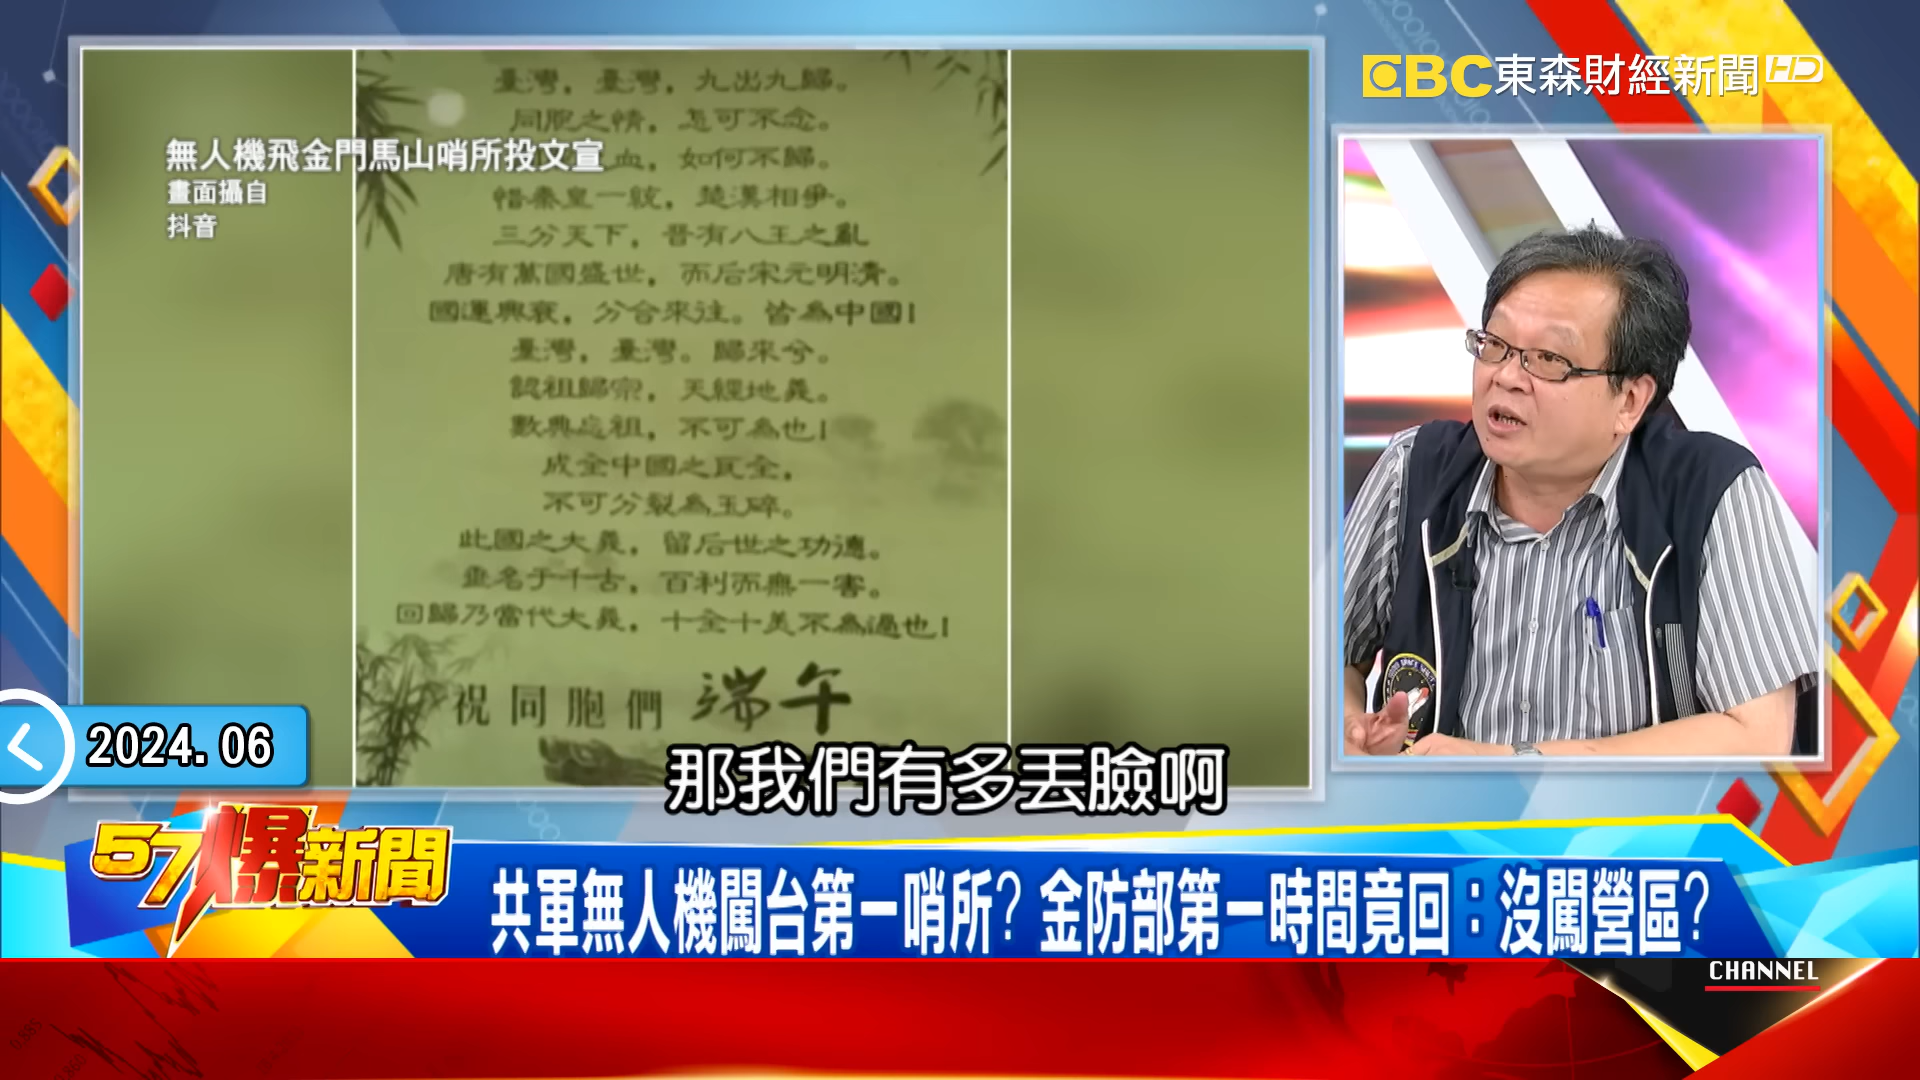 EBC 東森財經新聞 HD
無人機飛金門馬山哨所投文宣
畫面攝自
抖音
臺灣，臺灣，九出九歸。
同胞之情，怎可不念。
血，如何不歸。
惜秦皇一統，楚漢相爭。
三分天下，晉有八王之亂
唐有萬國盛世，而后宋元明清。
國運興衰，分合來往。皆為中國！
臺灣，臺灣。歸來兮。
認祖歸宗，天經地義。
數典忘祖，不可為也！
成全中國之瓦全，
不可分裂為玉碎。
此國之大義，留后世之功德。
垂名于千古，百利而無一害。
回歸乃當代大義，十全十美不為過也！
祝同胞們 端午
2024.06
那我們有多丟臉啊
57爆新聞
共軍無人機闖台第一哨所？金防部第一時間竟回：沒闖營區？
CHANNEL